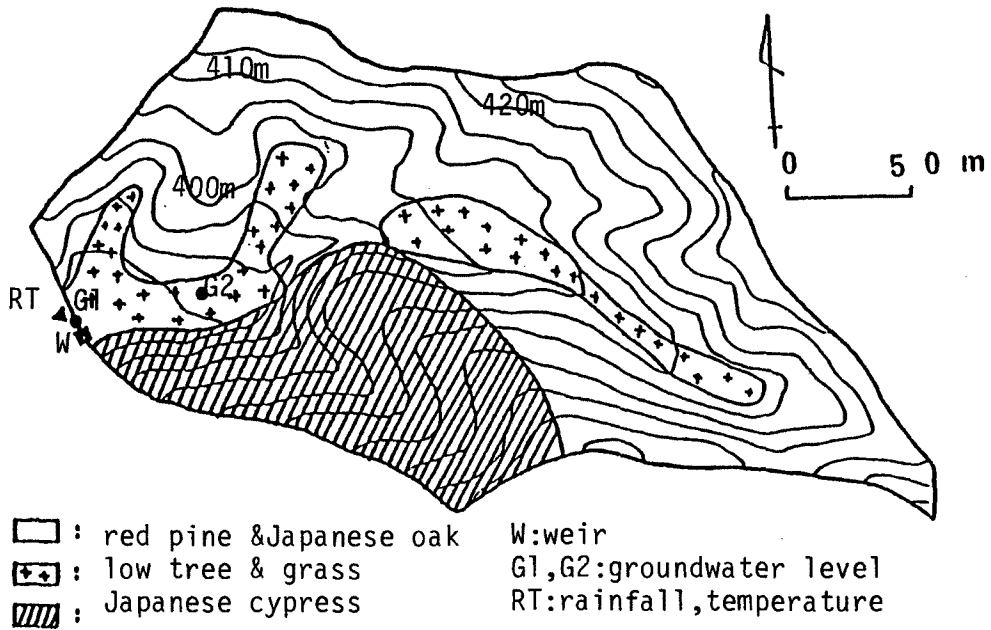 410m
420m
0 50 m
400m
RT
G1
G2
W
: red pine &Japanese oak
: low tree & grass
: Japanese cypress
W:weir
G1,G2:groundwater level
RT:rainfall,temperature